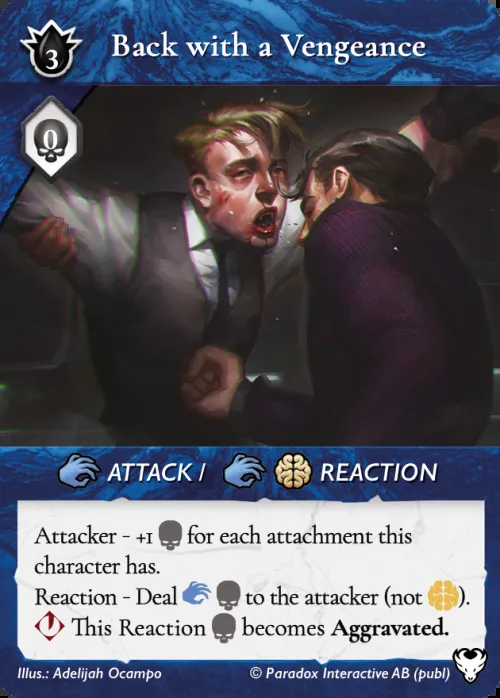 3
Back with a Vengeance
0
ATTACK / REACTION
Attacker - +1 for each attachment this
character has.
Reaction - Deal to the attacker (not ).
This Reaction becomes Aggravated.
Illus.: Adelijah Ocampo © Paradox Interactive AB (publ)